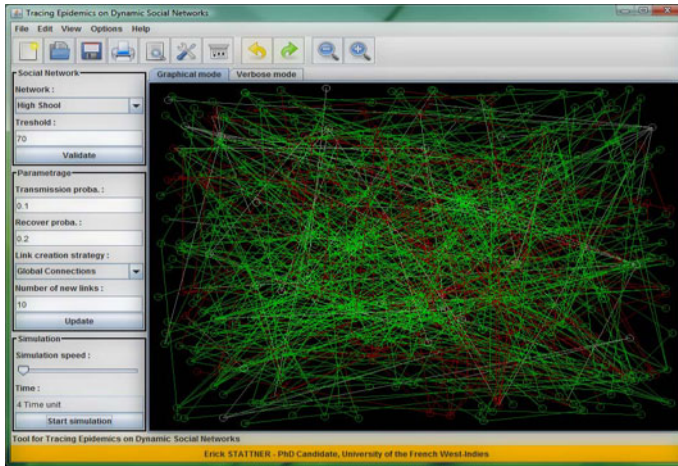 Tracing Epidemics on Dynamic Social Networks
File Edit View Options Help
Social Network
Network :
High Shool
Treshold :
70
Validate
Parametrage
Transmission proba. :
0.1
Recover proba. :
0.2
Link creation strategy :
Global Connections
Number of new links :
10
Update
Simulation
Simulation speed :
Time :
4 Time unit
Start simulation
Graphical mode Verbose mode
Tool for Tracing Epidemics on Dynamic Social Networks
Erick STATTNER - PhD Candidate, University of the French West-Indies